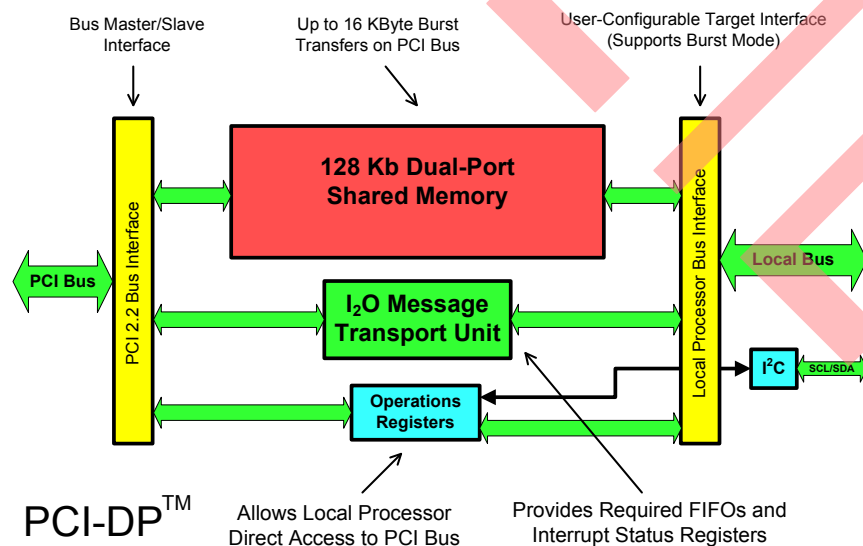 Bus Master/Slave
Interface
Up to 16 KByte Burst
Transfers on PCI Bus
User-Configurable Target Interface
(Supports Burst Mode)
128 Kb Dual-Port
Shared Memory
PCI Bus
PCI 2.2 Bus Interface
Local Processor Bus Interface
Local Bus
I₂O Message
Transport Unit
I²C
SCL/SDA
Operations
Registers
PCI-DP™
Allows Local Processor
Direct Access to PCI Bus
Provides Required FIFOs and
Interrupt Status Registers